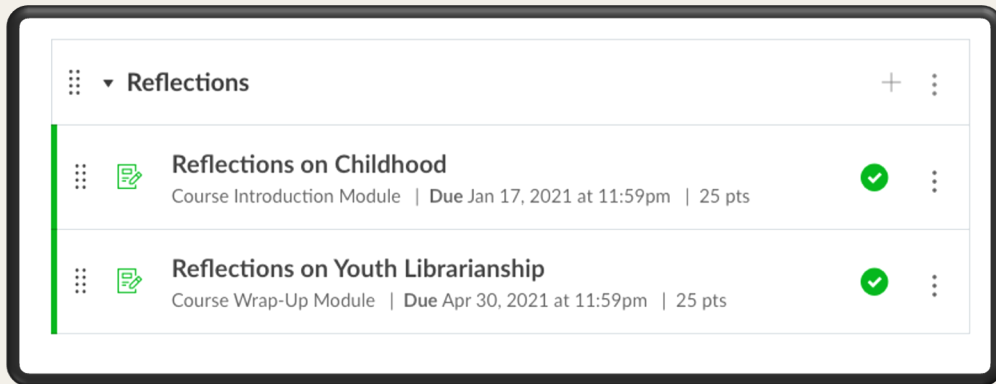 Reflections
Reflections on Childhood
Course Introduction Module | Due Jan 17, 2021 at 11:59pm | 25 pts
Reflections on Youth Librarianship
Course Wrap-Up Module | Due Apr 30, 2021 at 11:59pm | 25 pts